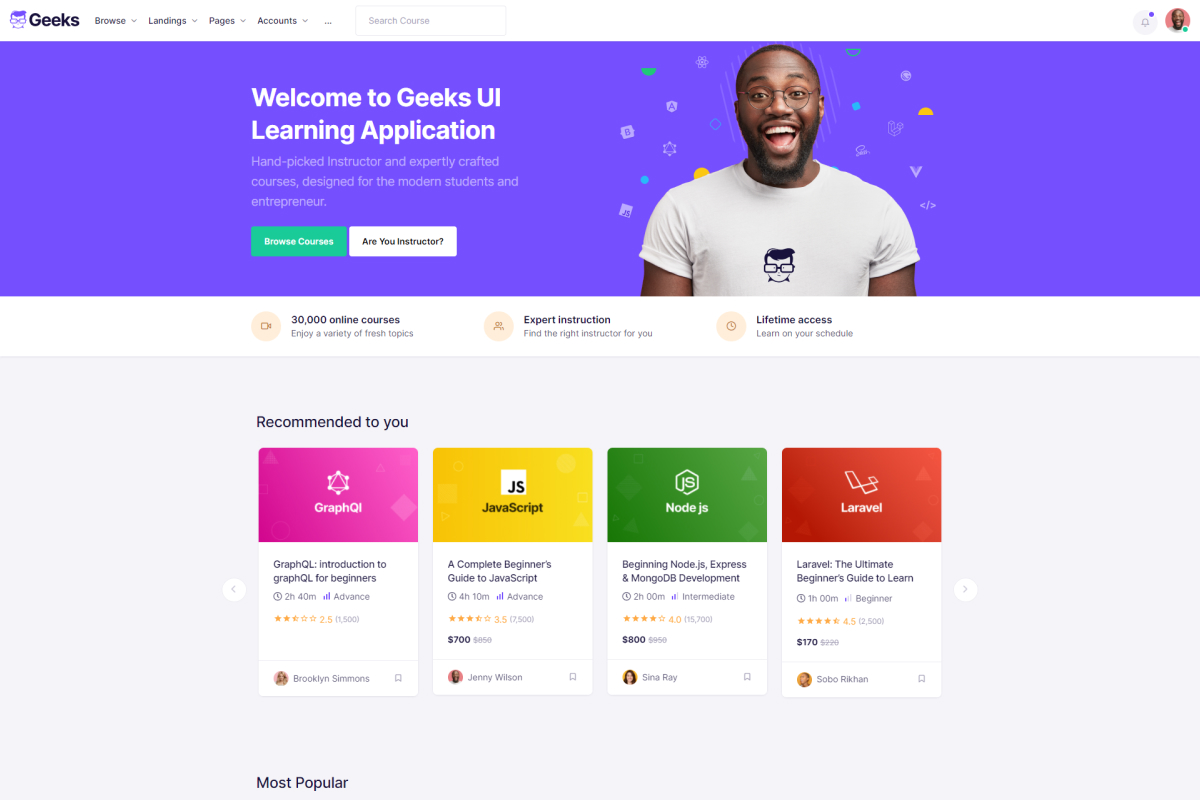 Geeks
Browse
Landings
Pages
Accounts
...
Search Course
Welcome to Geeks UI
Learning Application
Hand-picked Instructor and expertly crafted
courses, designed for the modern students and
entrepreneur.
Browse Courses
Are You Instructor?
B
JS
</>
30,000 online courses
Enjoy a variety of fresh topics
Expert instruction
Find the right instructor for you
Lifetime access
Learn on your schedule
Recommended to you
GraphQl
GraphQL: introduction to
graphQL for beginners
2h 40m
Advance
2.5 (1,500)
Brooklyn Simmons
JS
JavaScript
A Complete Beginner's
Guide to JavaScript
4h 10m
Advance
3.5 (7,500)
$700 $850
Jenny Wilson
JS
Node js
Beginning Node.js, Express
& MongoDB Development
2h 00m
Intermediate
4.0 (15,700)
$800 $950
Sina Ray
Laravel
Laravel: The Ultimate
Beginner's Guide to Learn
1h 00m
Beginner
4.5 (2,500)
$170 $220
Sobo Rikhan
Most Popular